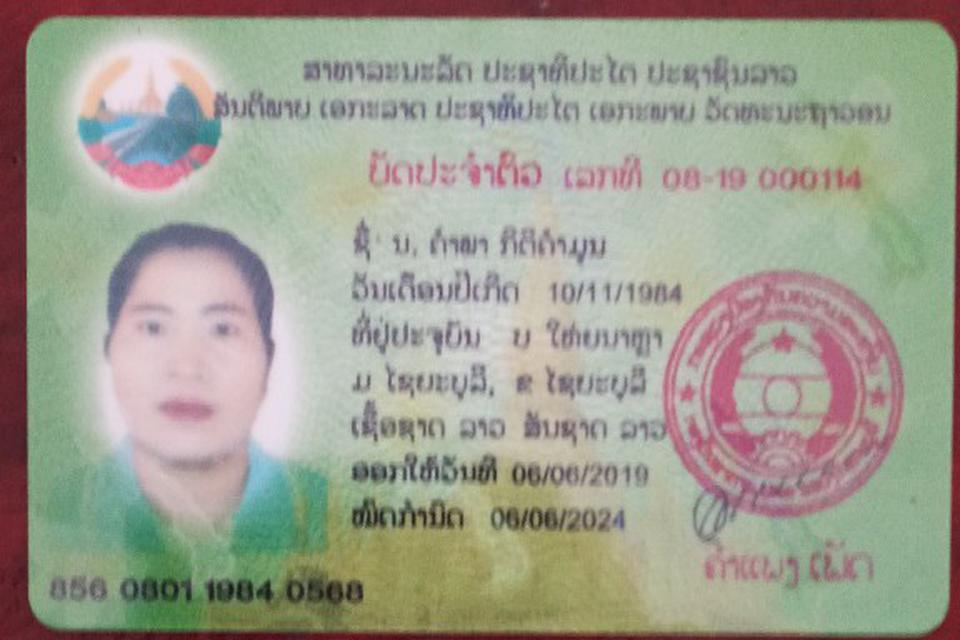 ສາທາລະນະລັດ ປະຊາທິປະໄຕ ປະຊາຊົນລາວ
ສັນຕິພາບ ເອກະລາດ ປະຊາທິປະໄຕ ເອກະພາບ ວັດທະນະຖາວອນ
ບັດປະຈຳຕົວ ເລກທີ 08-19 000114
ຊື່ ນ. ຄຳພາ ກິຕິຄຳມູນ
ວັນເດືອນປີເກີດ 10/11/1984
ທີ່ຢູ່ປະຈຸບັນ ບ ໃຫຍ່ນາຫຼາ
ມ ໄຊຍະບູລີ, ຂ ໄຊຍະບູລີ
ເຊື້ອຊາດ ລາວ ສັນຊາດ ລາວ
ອອກໃຫ້ວັນທີ 06/06/2019
ໝົດກຳນົດ 06/06/2024
ຄຳແພງ ເພັດ
856 0801 1984 0568